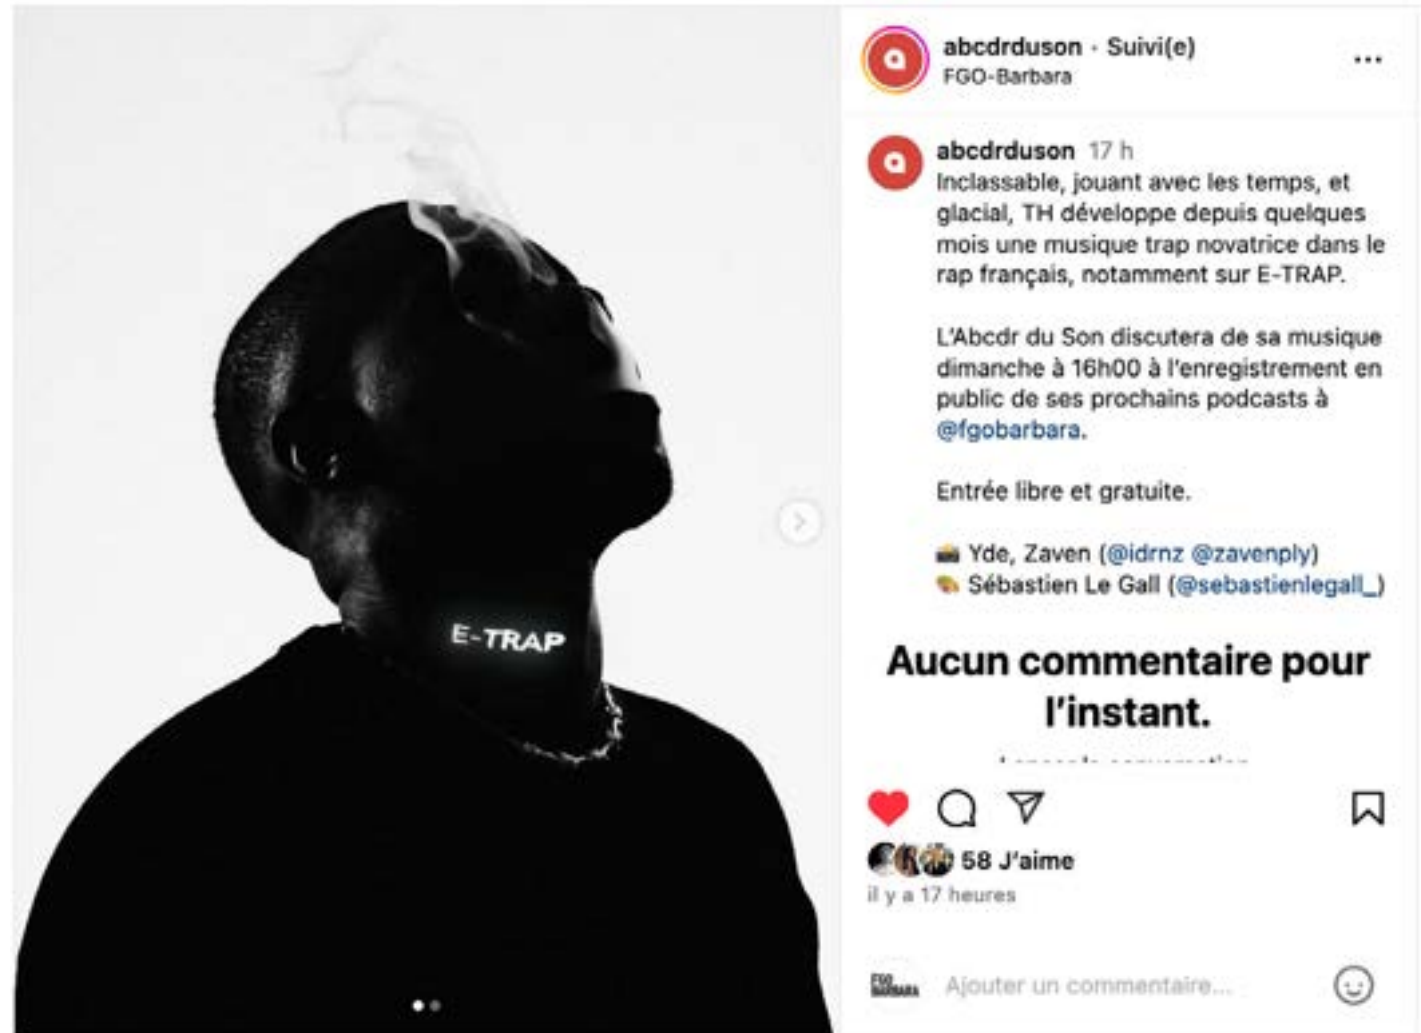 abcdrduson · Suivi(e)
FGO-Barbara
abcdrduson 17 h
Inclassable, jouant avec les temps, et
glacial, TH développe depuis quelques
mois une musique trap novatrice dans le
rap français, notamment sur E-TRAP.
L'Abcdr du Son discutera de sa musique
dimanche à 16h00 à l'enregistrement en
public de ses prochains podcasts à
@fgobarbara.
Entrée libre et gratuite.
📸 Yde, Zaven (@idrnz @zavenply)
🎨 Sébastien Le Gall (@sebastienlegall_)
E-TRAP
Aucun commentaire pour
l'instant.
58 J'aime
il y a 17 heures
FGO
BARBARA
Ajouter un commentaire...